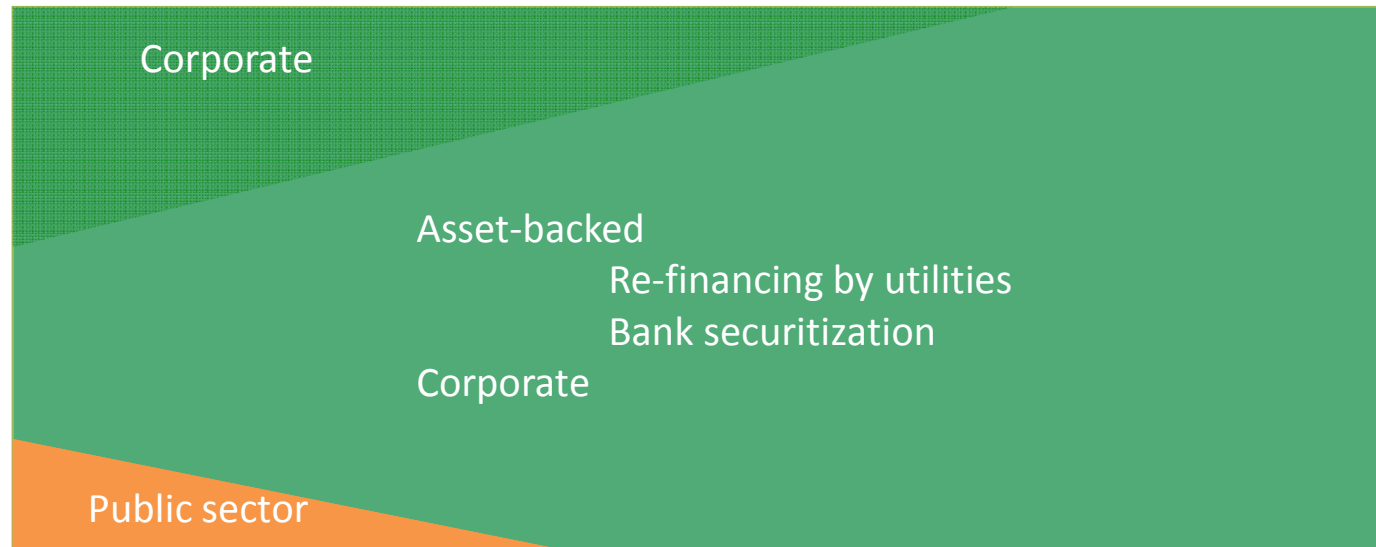 Corporate
Asset-backed
Re-financing by utilities
Bank securitization
Corporate
Public sector